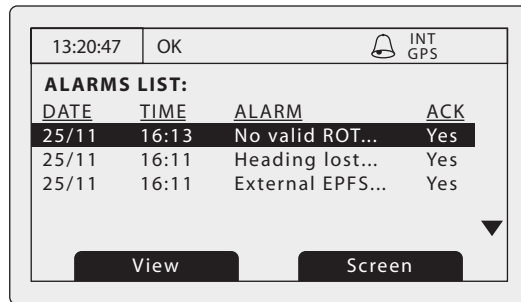 13:20:47 OK INT
GPS
ALARMS LIST:
DATE TIME ALARM ACK
25/11 16:13 No valid ROT... Yes
25/11 16:11 Heading lost... Yes
25/11 16:11 External EPFS... Yes
View Screen